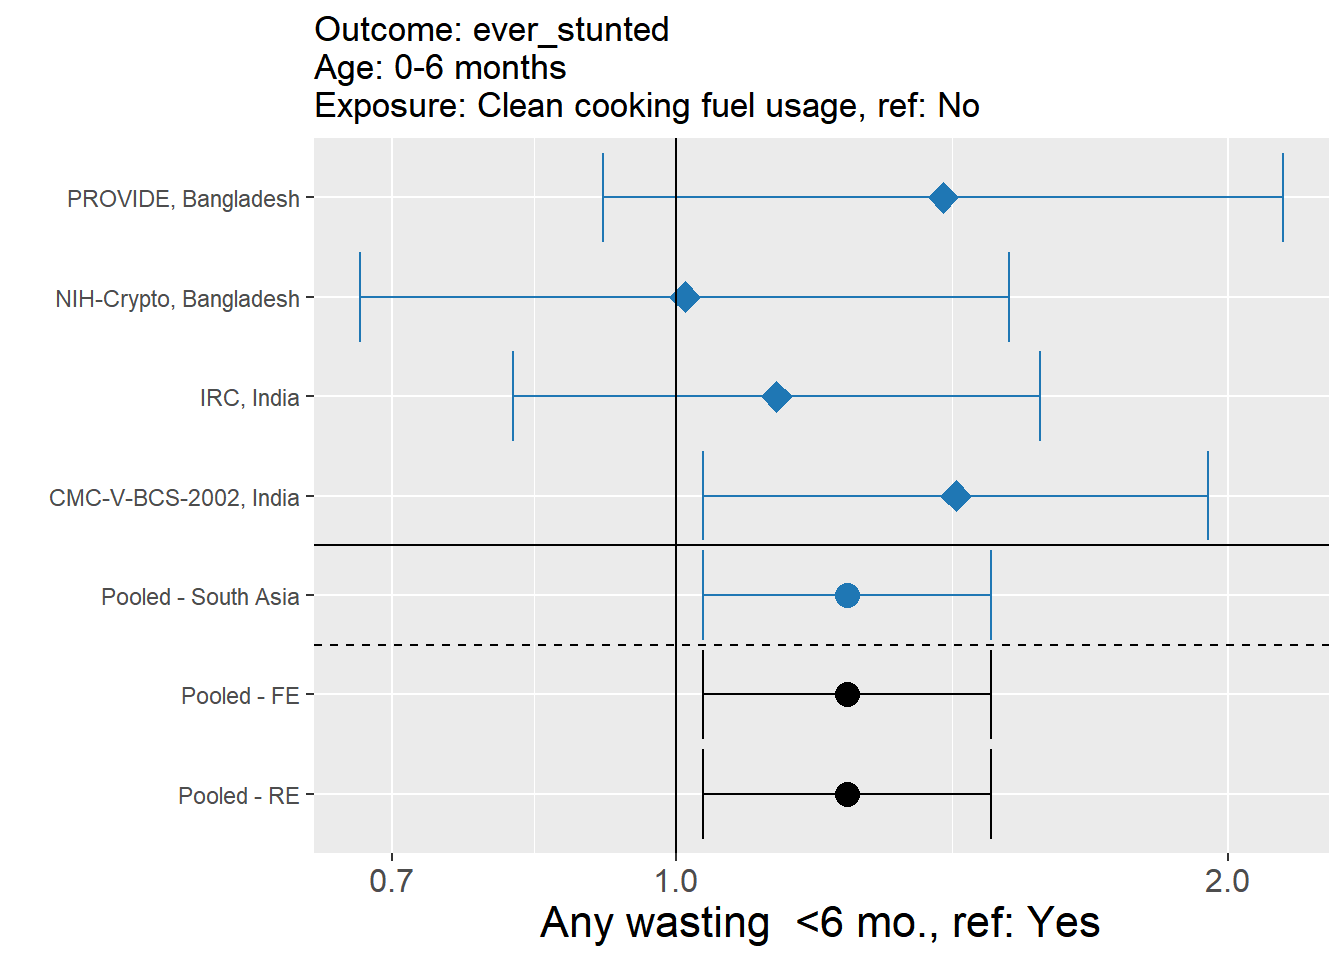 Outcome: ever_stunted
Age: 0-6 months
Exposure: Clean cooking fuel usage, ref: No
PROVIDE, Bangladesh
NIH-Crypto, Bangladesh
IRC, India
CMC-V-BCS-2002, India
Pooled - South Asia
Pooled - FE
Pooled - RE
0.7 1.0 2.0
Any wasting  <6 mo., ref: Yes